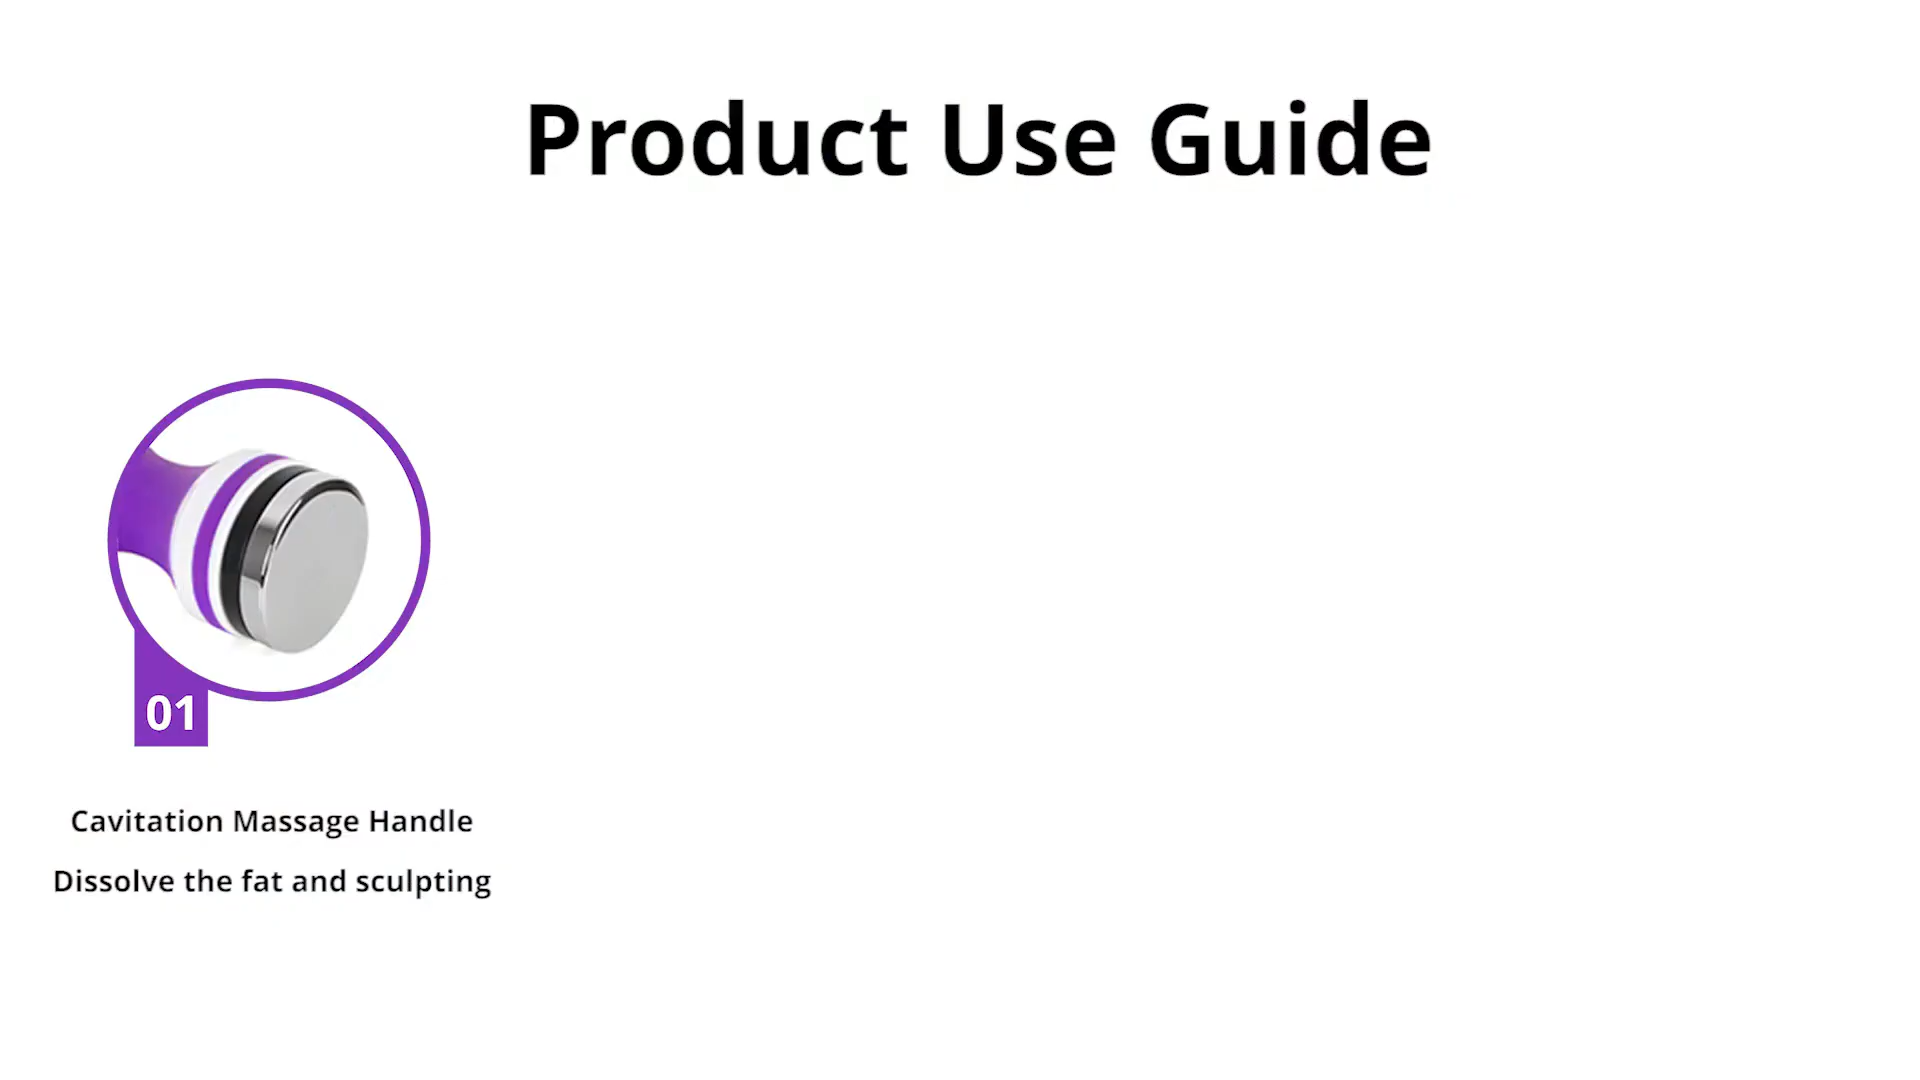 Product Use Guide
01
Cavitation Massage Handle
Dissolve the fat and sculpting